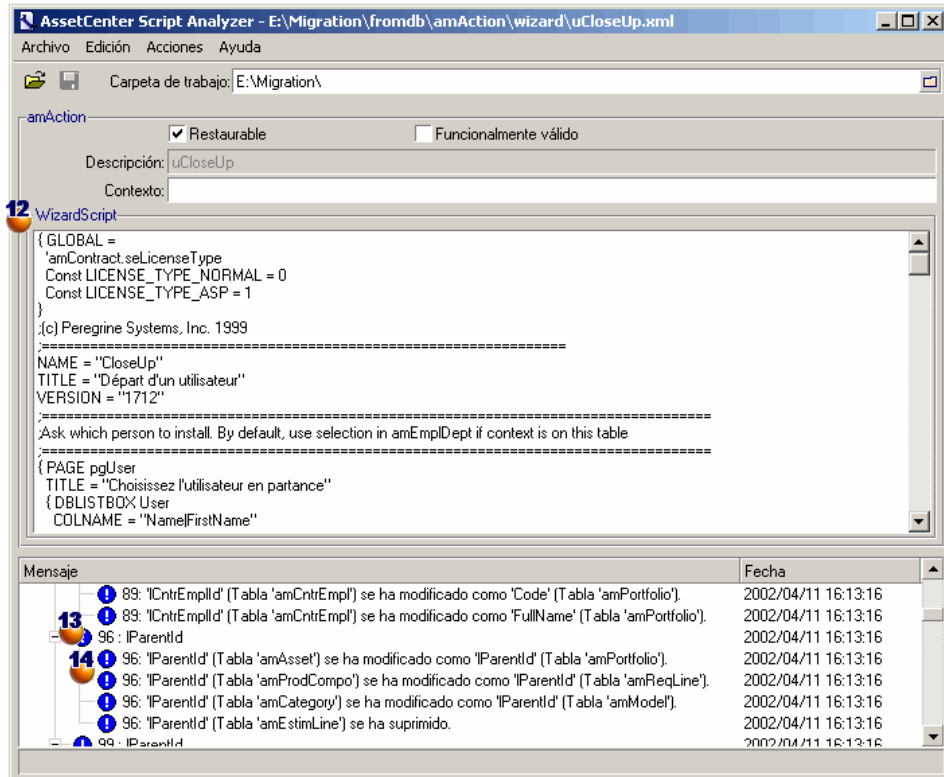 AssetCenter Script Analyzer - E:\Migration\fromdb\amAction\wizard\uCloseUp.xml
Archivo Edición Acciones Ayuda
Carpeta de trabajo: E:\Migration\
amAction
Restaurable Funcionalmente válido
Descripción: uCloseUp
Contexto:
12 WizardScript
{ GLOBAL =
'amContract.seLicenseType
Const LICENSE_TYPE_NORMAL = 0
Const LICENSE_TYPE_ASP = 1
}
;(c) Peregrine Systems, Inc. 1999
;==================================================================
NAME = "CloseUp"
TITLE = "Départ d'un utilisateur"
VERSION = "1712"
;====================================================================================
;Ask which person to install. By default, use selection in amEmplDept if context is on this table
;====================================================================================
{ PAGE pgUser
TITLE = "Choisissez l'utilisateur en partance"
{ DBLISTBOX User
COLNAME = "Name|FirstName"
Mensaje Fecha
89: 'lCntrEmplId' (Tabla 'amCntrEmpl') se ha modificado como 'Code' (Tabla 'amPortfolio'). 2002/04/11 16:13:16
89: 'lCntrEmplId' (Tabla 'amCntrEmpl') se ha modificado como 'FullName' (Tabla 'amPortfolio'). 2002/04/11 16:13:16
13 96 : lParentId 2002/04/11 16:13:16
14 96: 'lParentId' (Tabla 'amAsset') se ha modificado como 'lParentId' (Tabla 'amPortfolio'). 2002/04/11 16:13:16
96: 'lParentId' (Tabla 'amProdCompo') se ha modificado como 'lParentId' (Tabla 'amReqLine'). 2002/04/11 16:13:16
96: 'lParentId' (Tabla 'amCategory') se ha modificado como 'lParentId' (Tabla 'amModel'). 2002/04/11 16:13:16
96: 'lParentId' (Tabla 'amEstimLine') se ha suprimido. 2002/04/11 16:13:16
99 : lParentId 2002/04/11 16:13:16